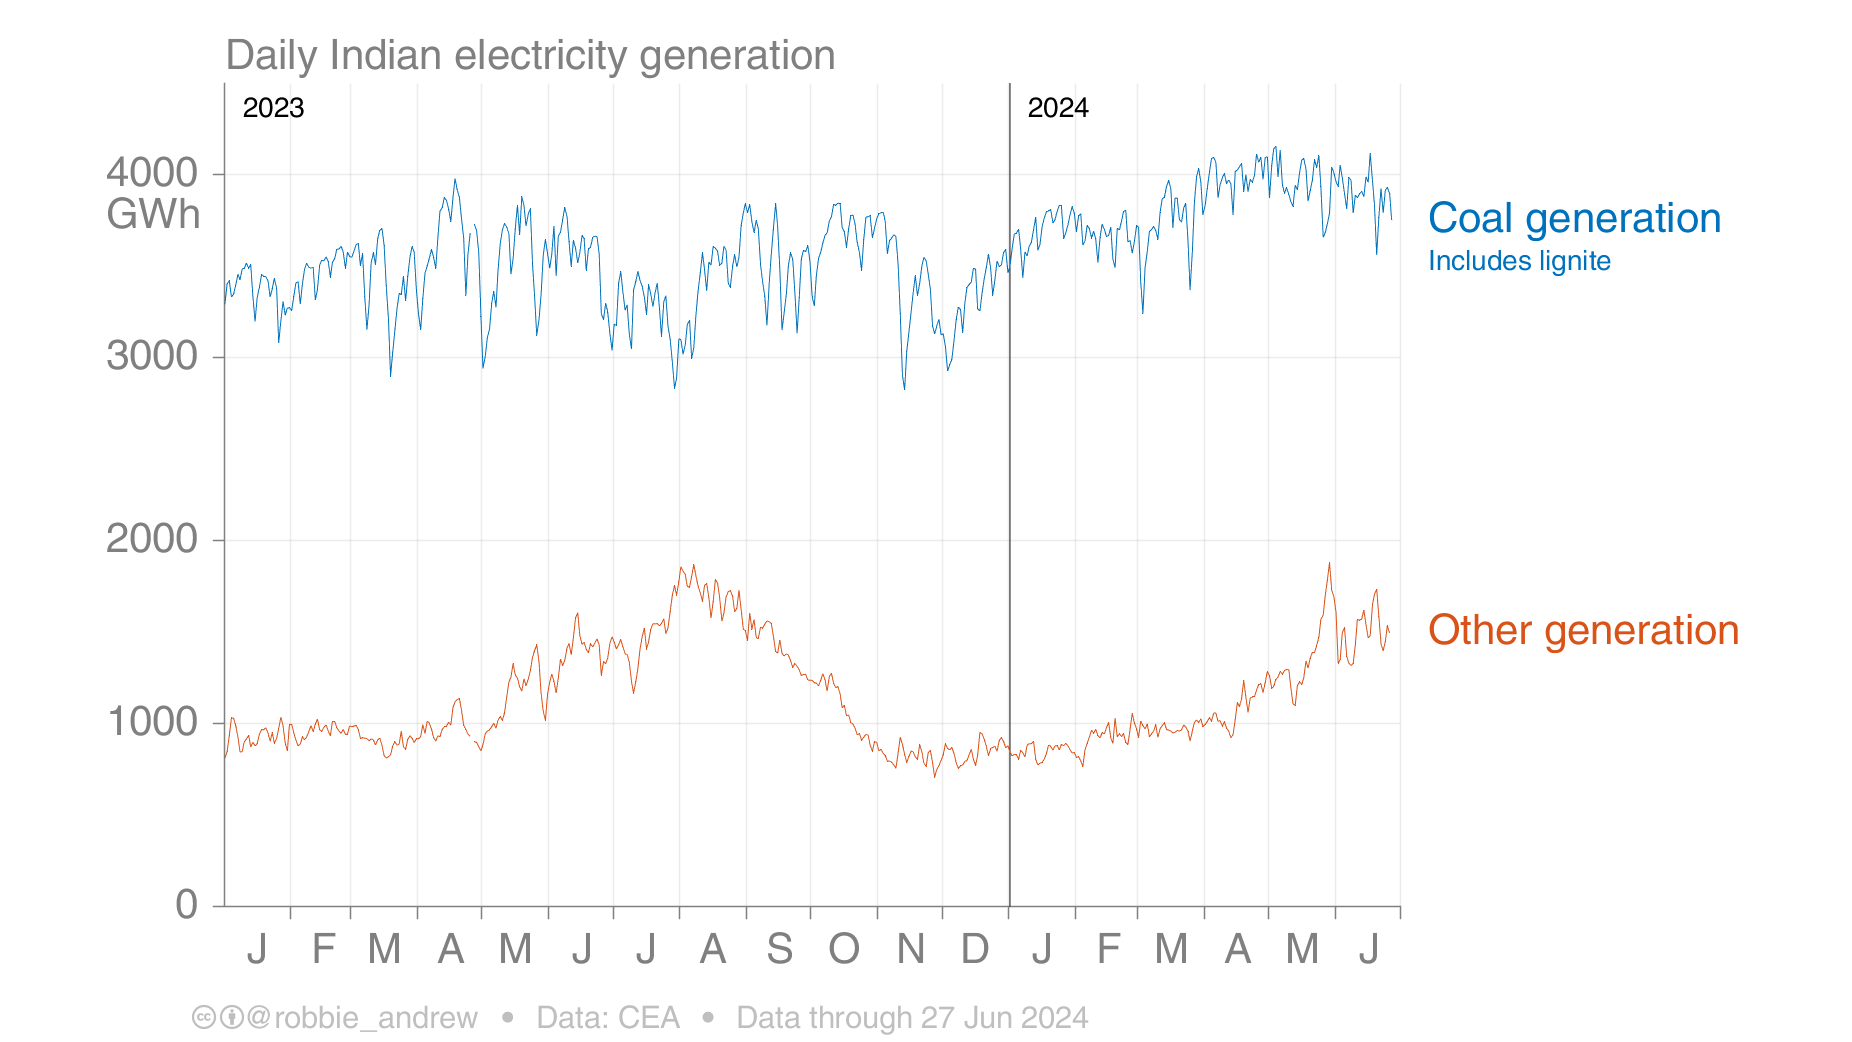 Daily Indian electricity generation
2023
2024
4000
GWh
3000
2000
1000
0
Coal generation
Includes lignite
Other generation
J F M A M J J A S O N D J F M A M J
@robbie_andrew • Data: CEA • Data through 27 Jun 2024